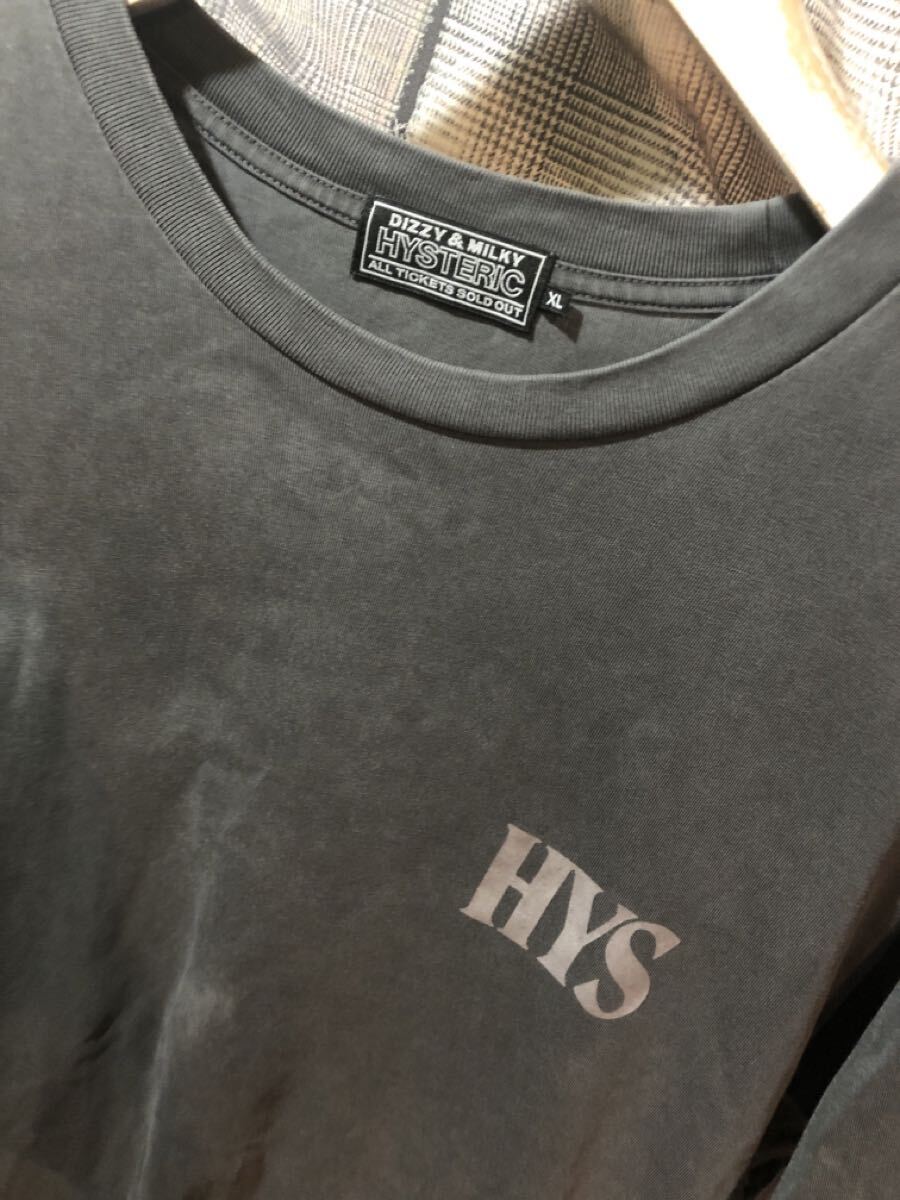 DIZZY & MILKY
HYSTERIC
ALL TICKETS SOLD OUT
XL
HYS